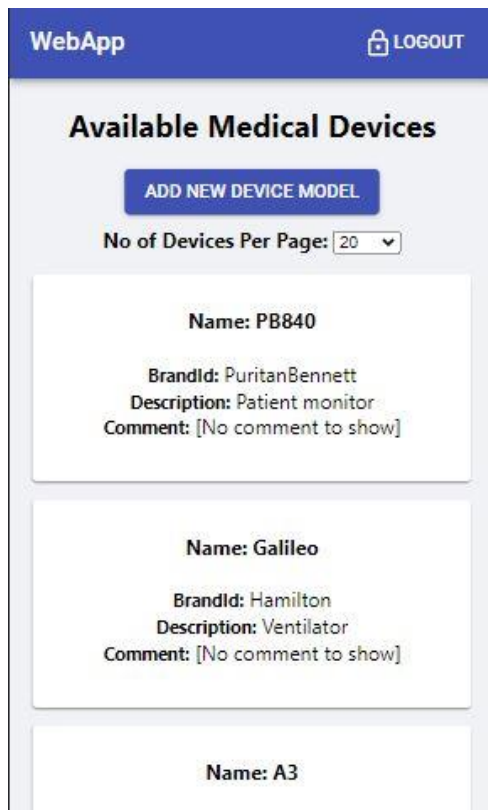 WebApp
LOGOUT
Available Medical Devices
ADD NEW DEVICE MODEL
No of Devices Per Page: 20
Name: PB840
BrandId: PuritanBennett
Description: Patient monitor
Comment: [No comment to show]
Name: Galileo
BrandId: Hamilton
Description: Ventilator
Comment: [No comment to show]
Name: A3